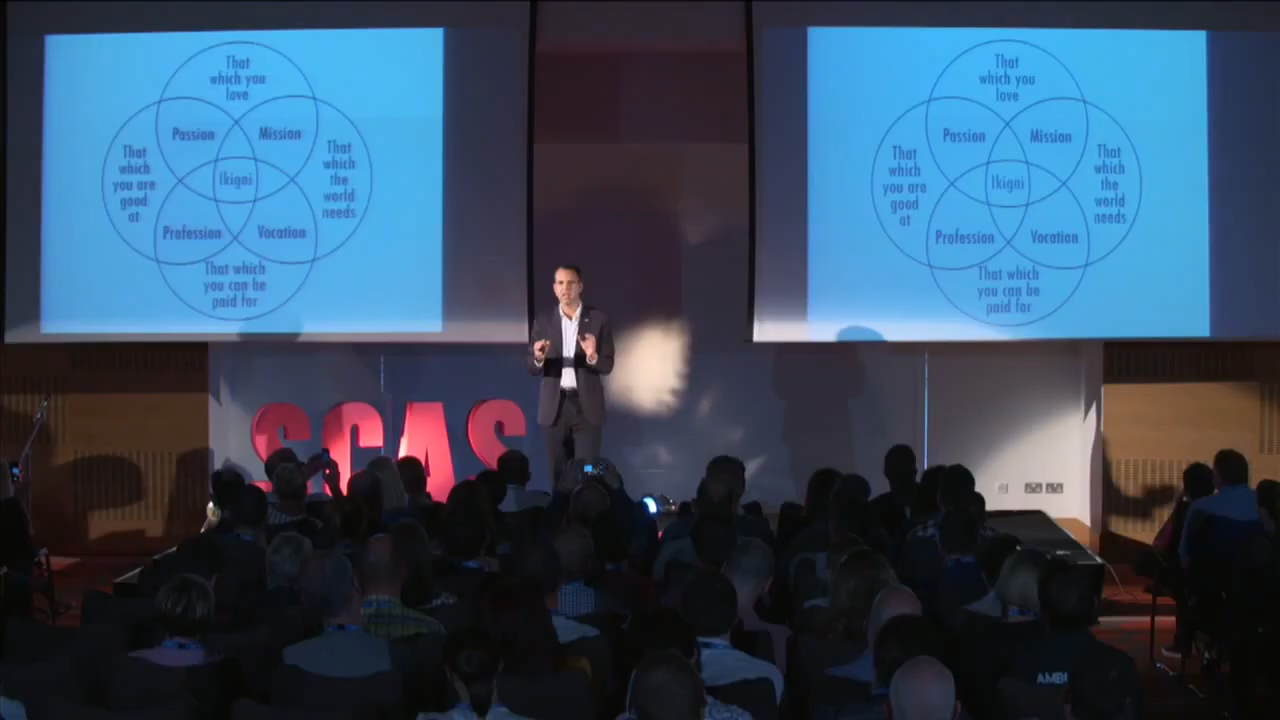 That
which you
love
Passion
Mission
That
which
you are
good
at
Ikigni
That
which
the
world
needs
Profession
Vocation
That which
you can be
paid for
That
which you
love
Passion
Mission
That
which
you are
good
at
Ikigni
That
which
the
world
needs
Profession
Vocation
That which
you can be
paid for
SCAS